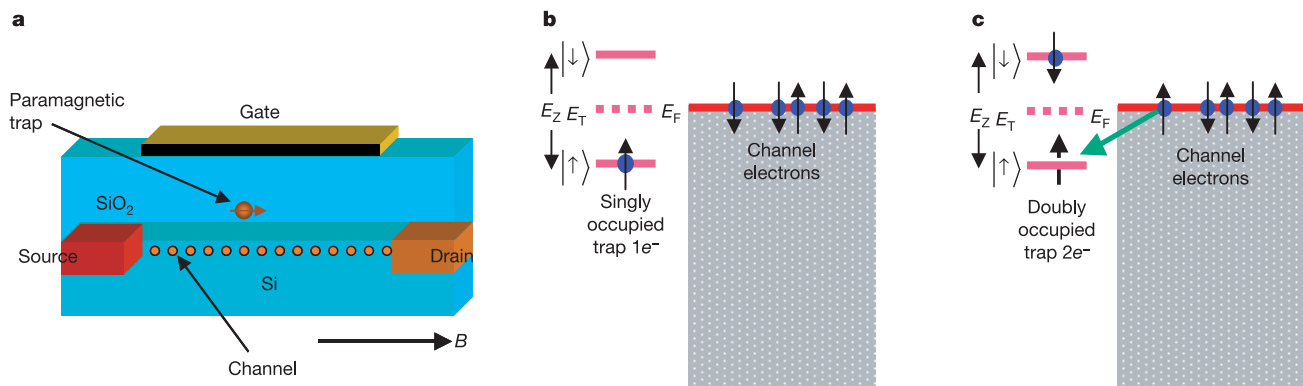 a
Paramagnetic
trap
Gate
SiO2
Source
Drain
Si
B
Channel
b
|↓⟩
EZ ET EF
|↑⟩
Channel
electrons
Singly
occupied
trap 1e–
c
|↓⟩
EZ ET EF
|↑⟩
Channel
electrons
Doubly
occupied
trap 2e–